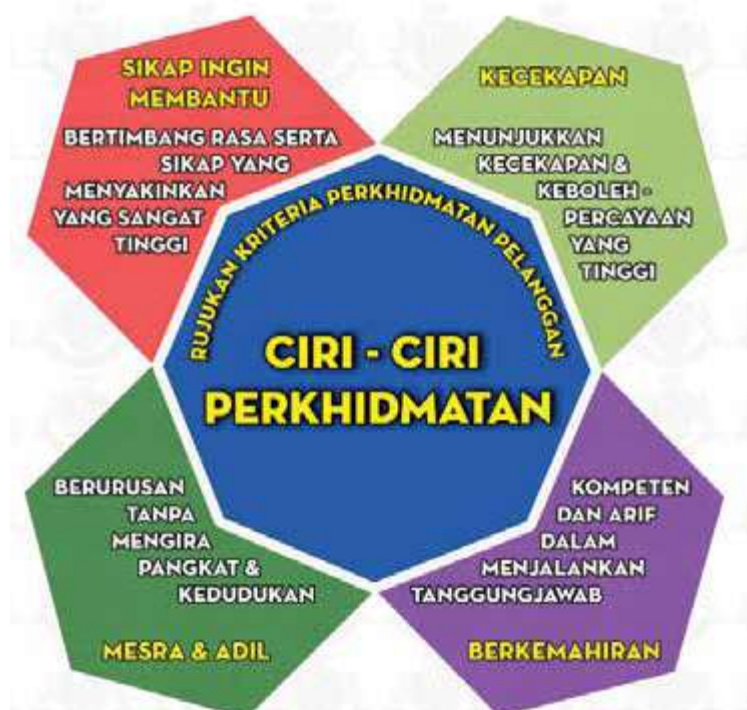 SIKAP INGIN
MEMBANTU
BERTIMBANG RASA SERTA
SIKAP YANG
MENYAKINKAN
YANG SANGAT
TINGGI
KECEKAPAN
MENUNJUKKAN
KECEKAPAN &
KEBOLEH -
PERCAYAAN
YANG
TINGGI
RUJUKAN KRITERIA PERKHIDMATAN PELANGGAN
CIRI - CIRI
PERKHIDMATAN
BERURUSAN
TANPA
MENGIRA
PANGKAT &
KEDUDUKAN
MESRA & ADIL
KOMPETEN
DAN ARIF
DALAM
MENJALANKAN
TANGGUNGJAWAB
BERKEMAHIRAN